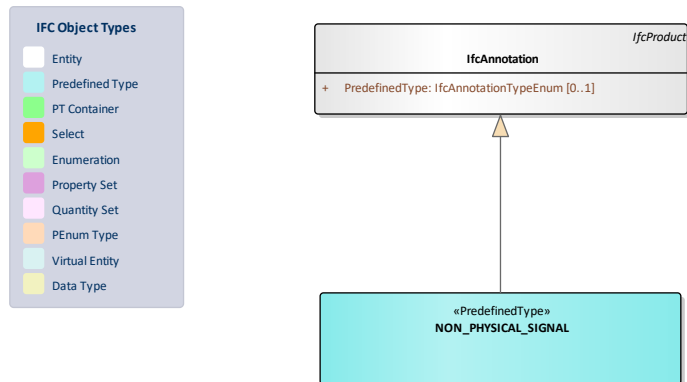 IFC Object Types
Entity
Predefined Type
PT Container
Select
Enumeration
Property Set
Quantity Set
PEnum Type
Virtual Entity
Data Type
IfcProduct
IfcAnnotation
+ PredefinedType: IfcAnnotationTypeEnum [0..1]
«PredefinedType»
NON_PHYSICAL_SIGNAL